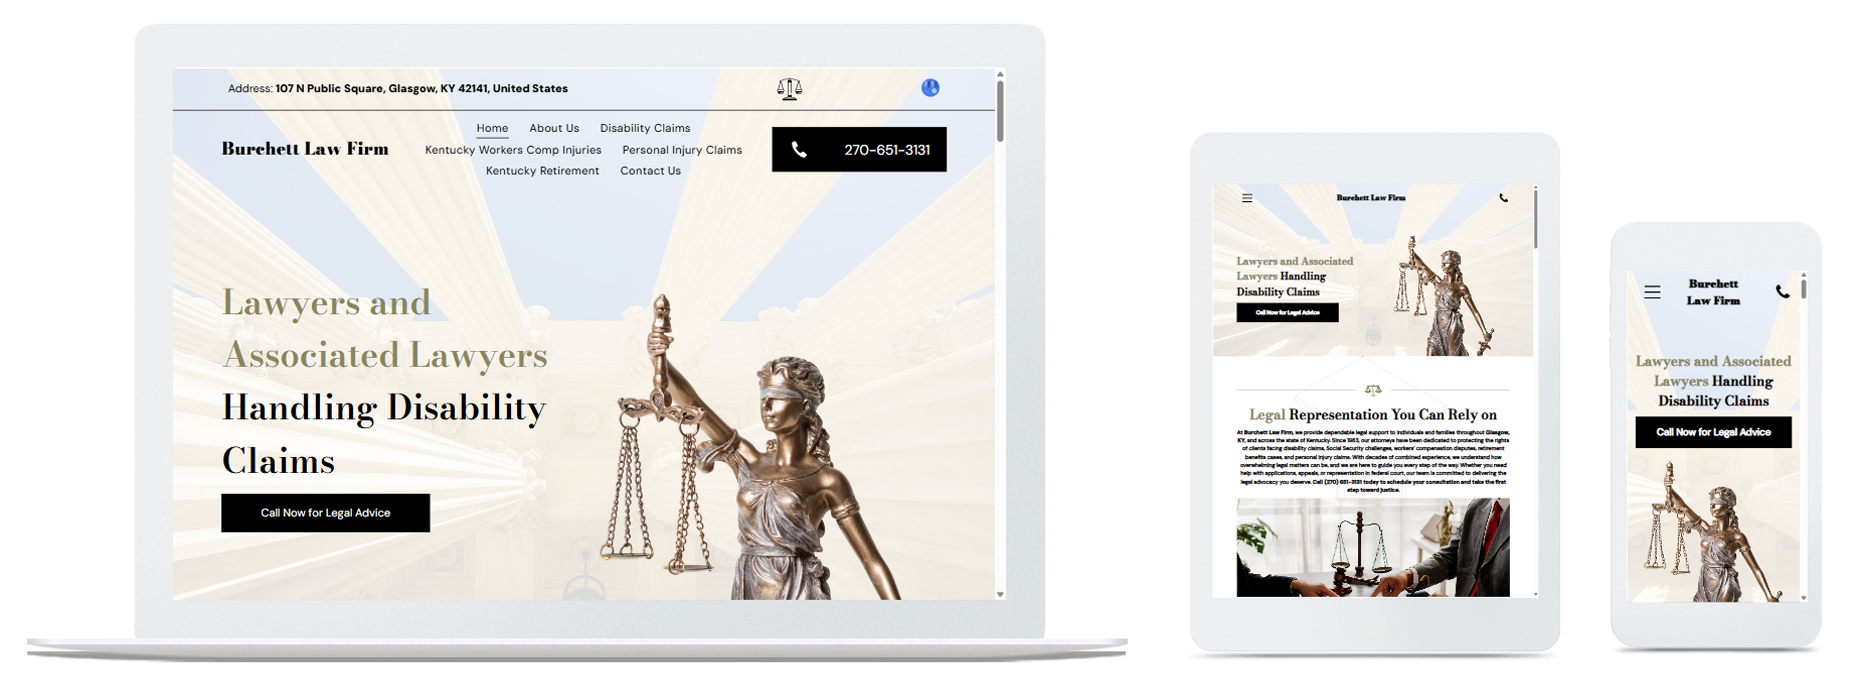 Address: 107 N Public Square, Glasgow, KY 42141, United States
Burchett Law Firm
Home About Us Disability Claims
Kentucky Workers Comp Injuries Personal Injury Claims
Kentucky Retirement Contact Us
270-651-3131
Lawyers and
Associated Lawyers
Handling Disability
Claims
Call Now for Legal Advice
Burchett Law Firm
Lawyers and Associated
Lawyers Handling
Disability Claims
Call Now for Legal Advice
Legal Representation You Can Rely on
At Burchett Law Firm, we provide dependable legal support to individuals and families throughout Glasgow,
KY, and across the state of Kentucky. Since 1983, our attorneys have been dedicated to protecting the rights
of clients facing disability claims, Social Security challenges, workers' compensation disputes, retirement
benefits cases, and personal injury claims. With decades of combined experience, we understand how
overwhelming legal matters can be, and we are here to guide you every step of the way. Whether you need
help with applications, appeals, or representation in federal court, our team is committed to delivering the
legal advocacy you deserve. Call (270) 651-3131 today to schedule your consultation and take the first
step toward justice.
Burchett
Law Firm
Lawyers and Associated
Lawyers Handling
Disability Claims
Call Now for Legal Advice